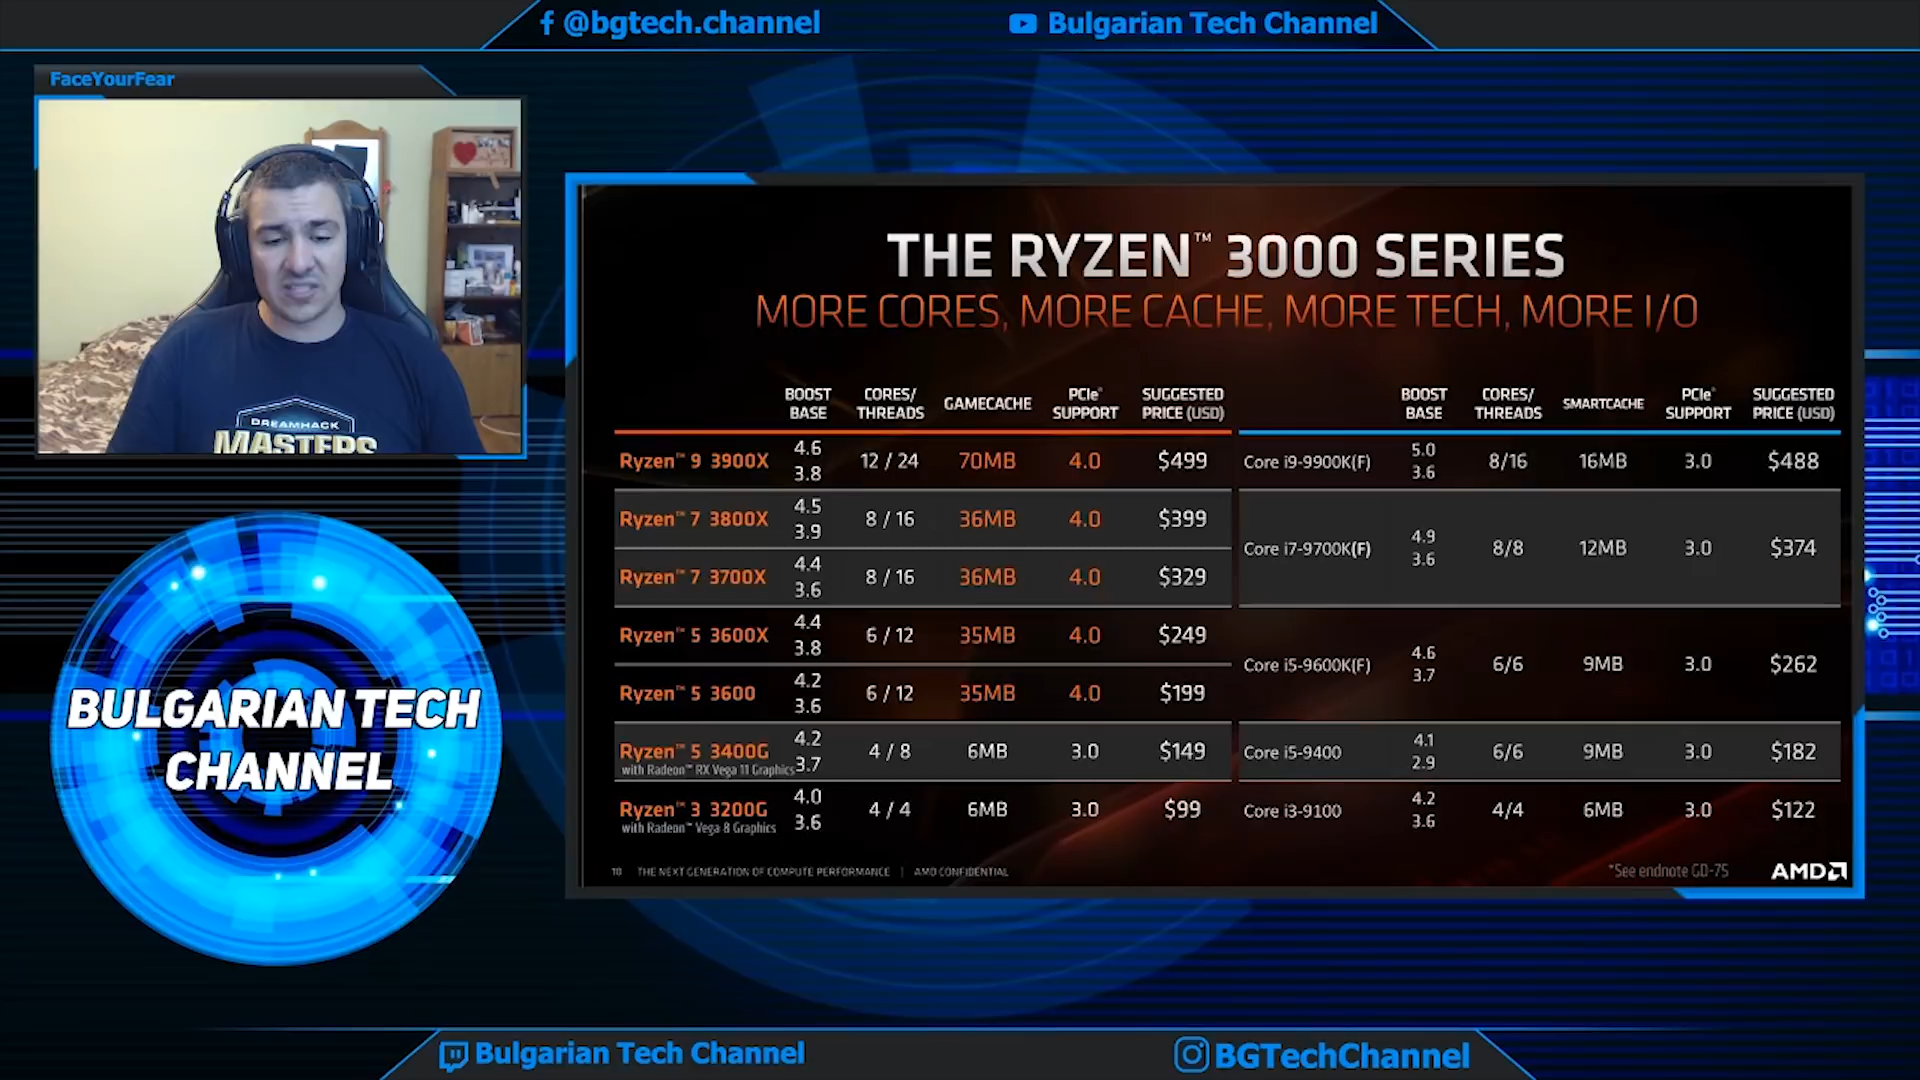 @bgtech.channel
Bulgarian Tech Channel
FaceYourFear
DREAMHACK
MASTERS
BULGARIAN TECH
CHANNEL
THE RYZEN™ 3000 SERIES
MORE CORES, MORE CACHE, MORE TECH, MORE I/O
BOOST BASE CORES/THREADS GAMECACHE PCIe® SUPPORT SUGGESTED PRICE (USD) BOOST BASE CORES/THREADS SMARTCACHE PCIe® SUPPORT SUGGESTED PRICE (USD)
Ryzen™ 9 3900X 4.6 3.8 12 / 24 70MB 4.0 $499 Core i9-9900K(F) 5.0 3.6 8/16 16MB 3.0 $488
Ryzen™ 7 3800X 4.5 3.9 8 / 16 36MB 4.0 $399
Core i7-9700K(F) 4.9 3.6 8/8 12MB 3.0 $374
Ryzen™ 7 3700X 4.4 3.6 8 / 16 36MB 4.0 $329
Ryzen™ 5 3600X 4.4 3.8 6 / 12 35MB 4.0 $249
Core i5-9600K(F) 4.6 3.7 6/6 9MB 3.0 $262
Ryzen™ 5 3600 4.2 3.6 6 / 12 35MB 4.0 $199
Ryzen™ 5 3400G 4.2 3.7 4 / 8 6MB 3.0 $149 Core i5-9400 4.1 2.9 6/6 9MB 3.0 $182
with Radeon™ RX Vega 11 Graphics
Ryzen™ 3 3200G 4.0 3.6 4 / 4 6MB 3.0 $99 Core i3-9100 4.2 3.6 4/4 6MB 3.0 $122
with Radeon™ Vega 8 Graphics
10 THE NEXT GENERATION OF COMPUTE PERFORMANCE | AMD CONFIDENTIAL
*See endnote GD-75
AMD
Bulgarian Tech Channel
BGTechChannel